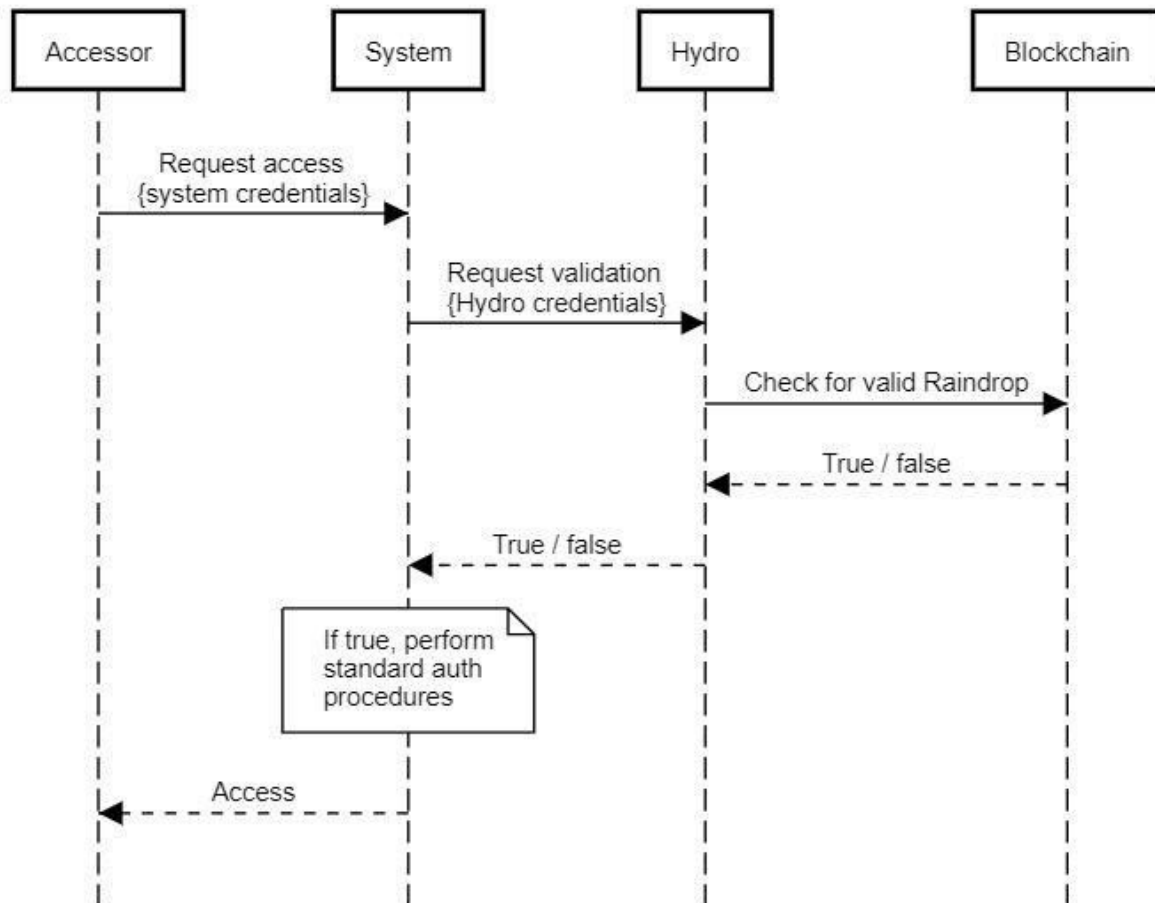 Accessor
System
Hydro
Blockchain
Request access
{system credentials}
Request validation
{Hydro credentials}
Check for valid Raindrop
True / false
True / false
If true, perform
standard auth
procedures
Access